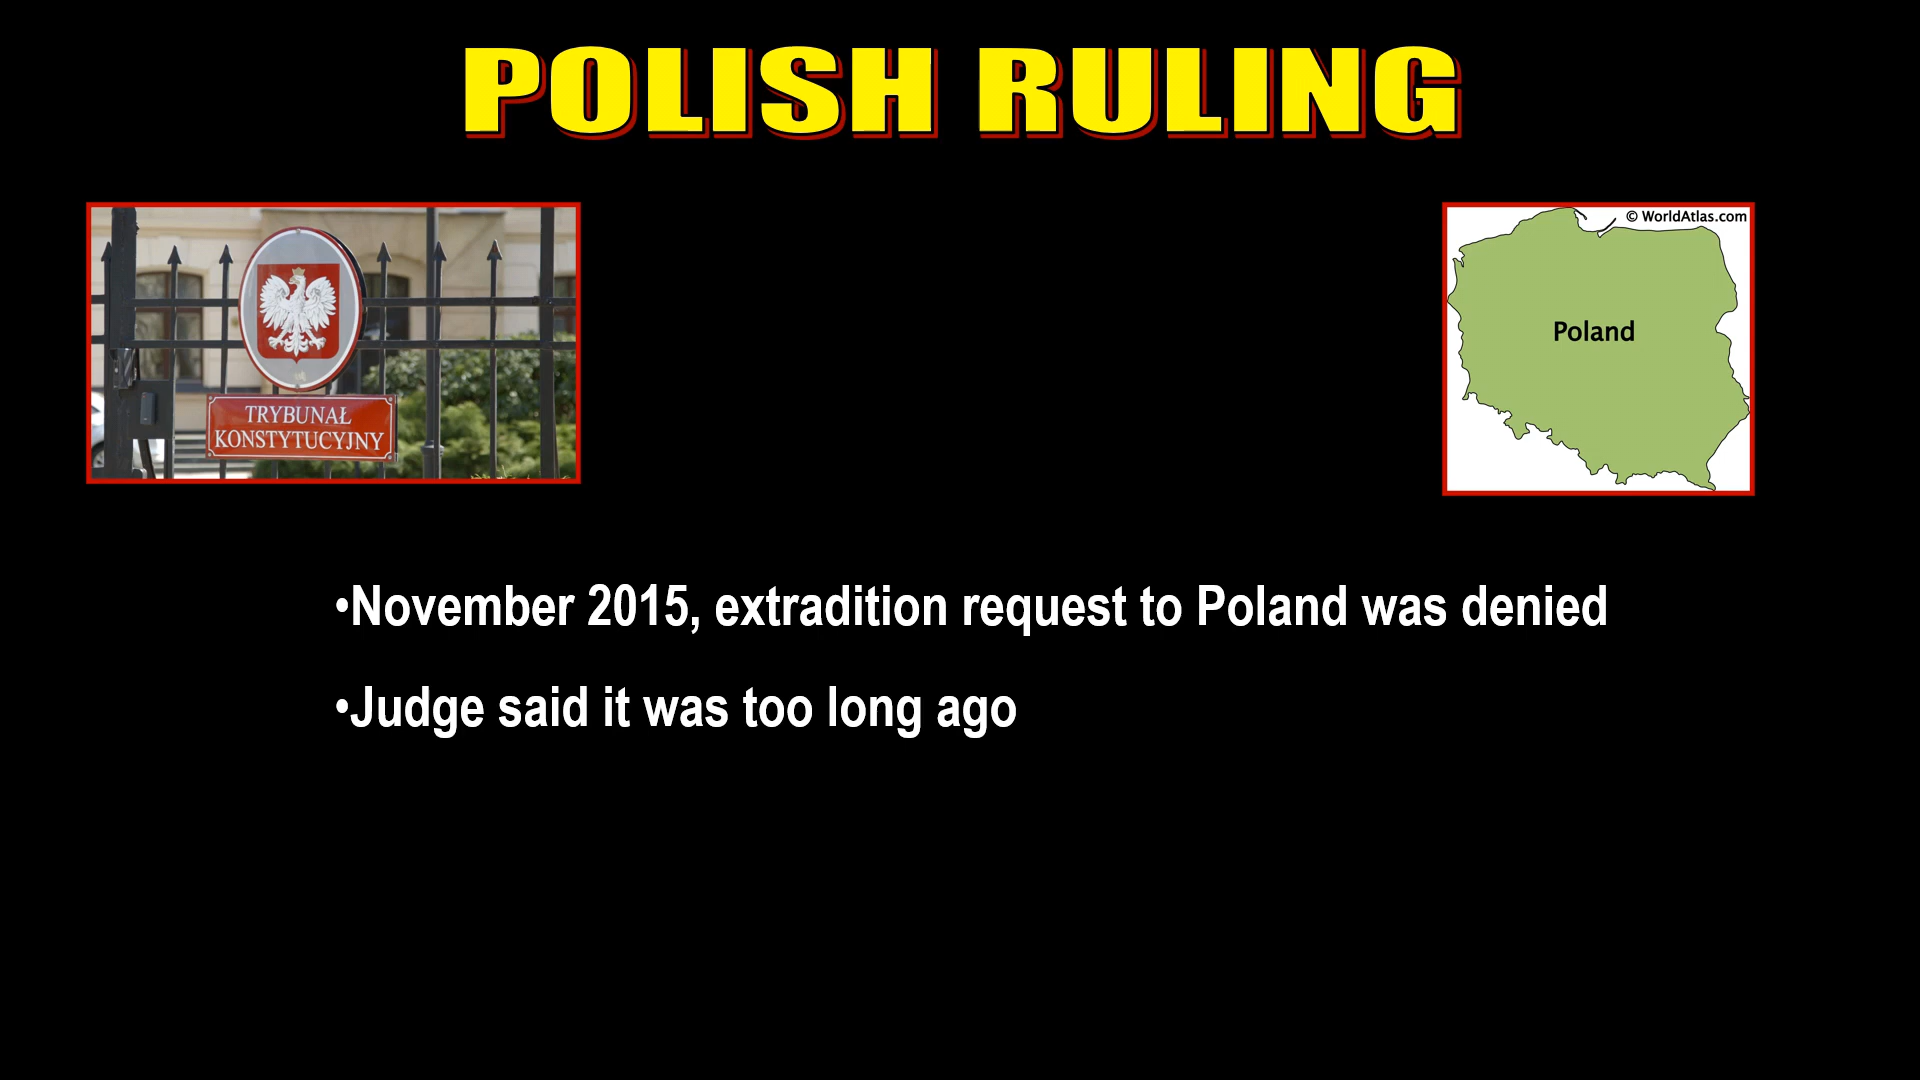 POLISH RULING
TRYBUNAŁ
KONSTYTUCYJNY
© WorldAtlas.com
Poland
•November 2015, extradition request to Poland was denied
•Judge said it was too long ago